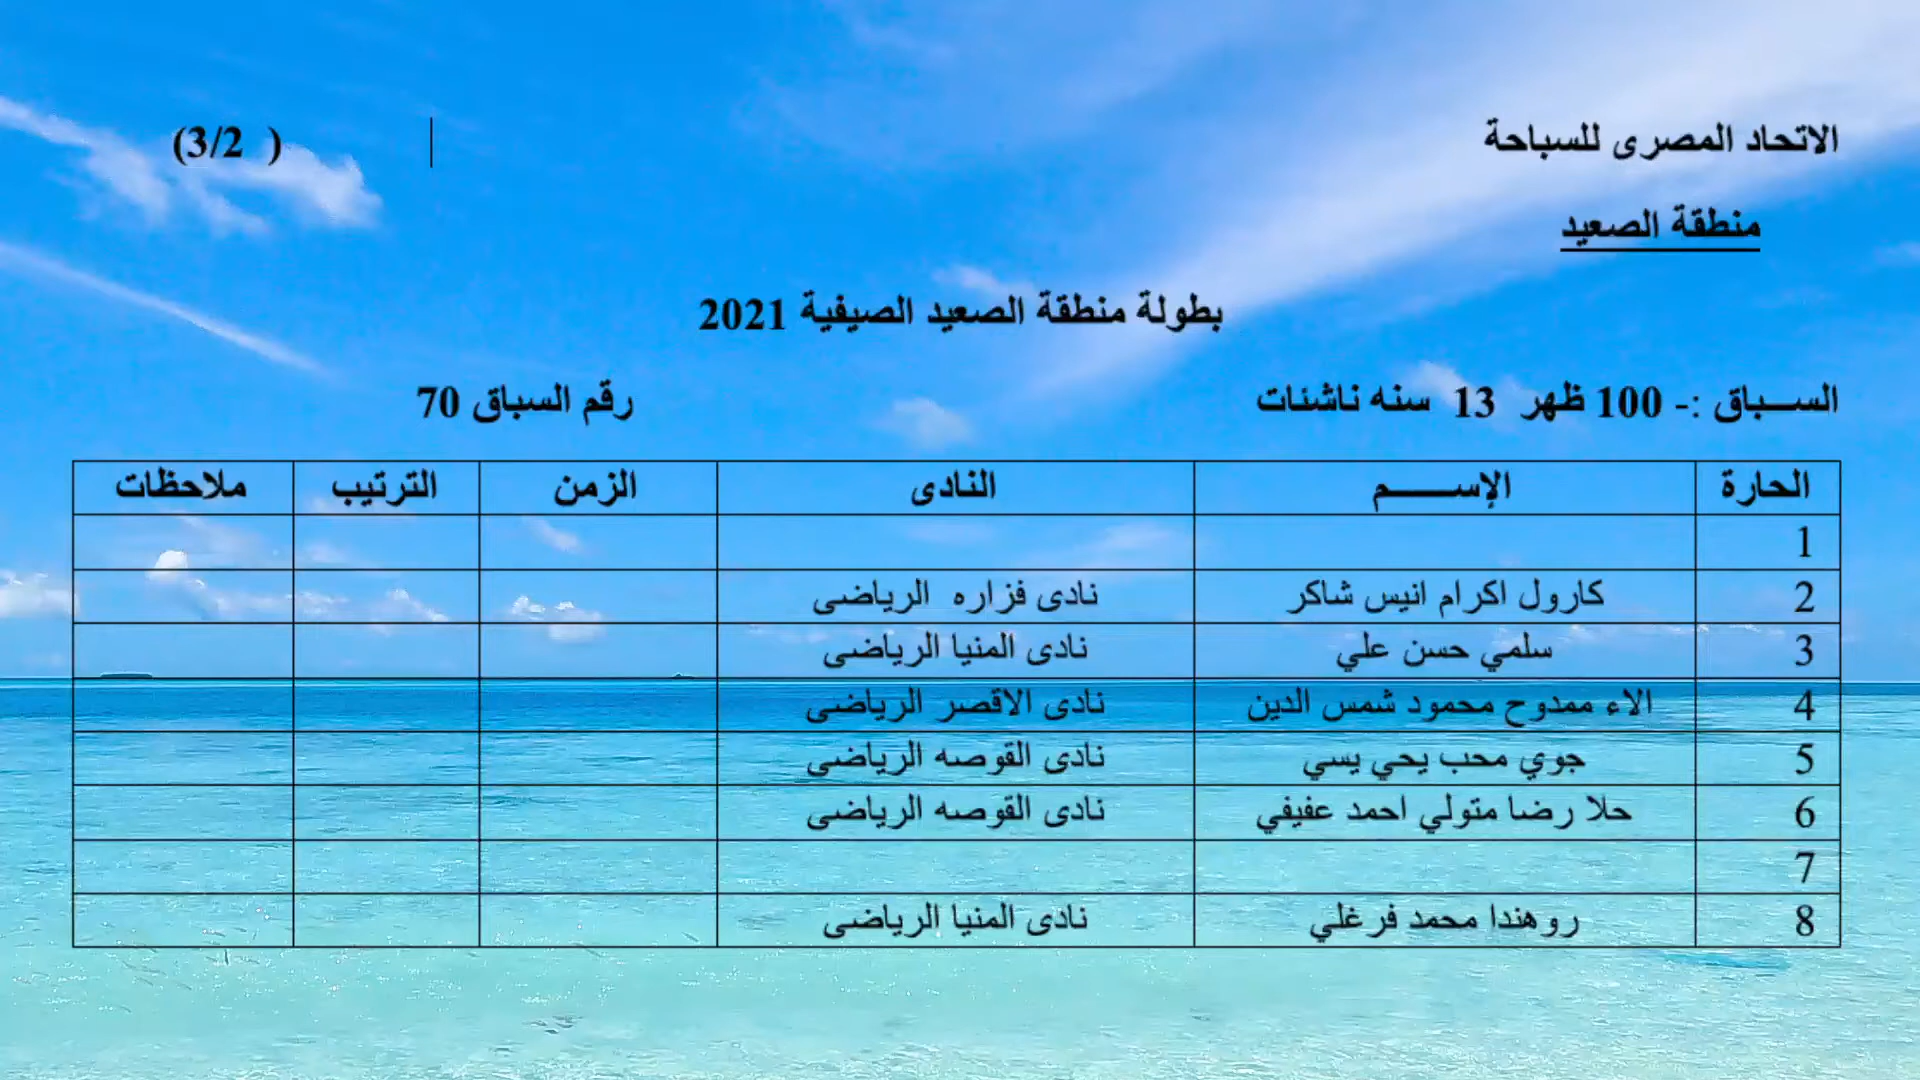 الاتحاد المصرى للسباحة (3/2 )
منطقة الصعيد
بطولة منطقة الصعيد الصيفية 2021
الســـباق :- 100 ظهر 13 سنه ناشئات رقم السباق 70
الحارة الإســـــــم النادى الزمن الترتيب ملاحظات
1
2 كارول اكرام انيس شاكر نادى فزاره الرياضى
3 سلمي حسن علي نادى المنيا الرياضى
4 الاء ممدوح محمود شمس الدين نادى الاقصر الرياضى
5 جوي محب يحي يسي نادى القوصه الرياضى
6 حلا رضا متولي احمد عفيفي نادى القوصه الرياضى
7
8 روهندا محمد فرغلي نادى المنيا الرياضى